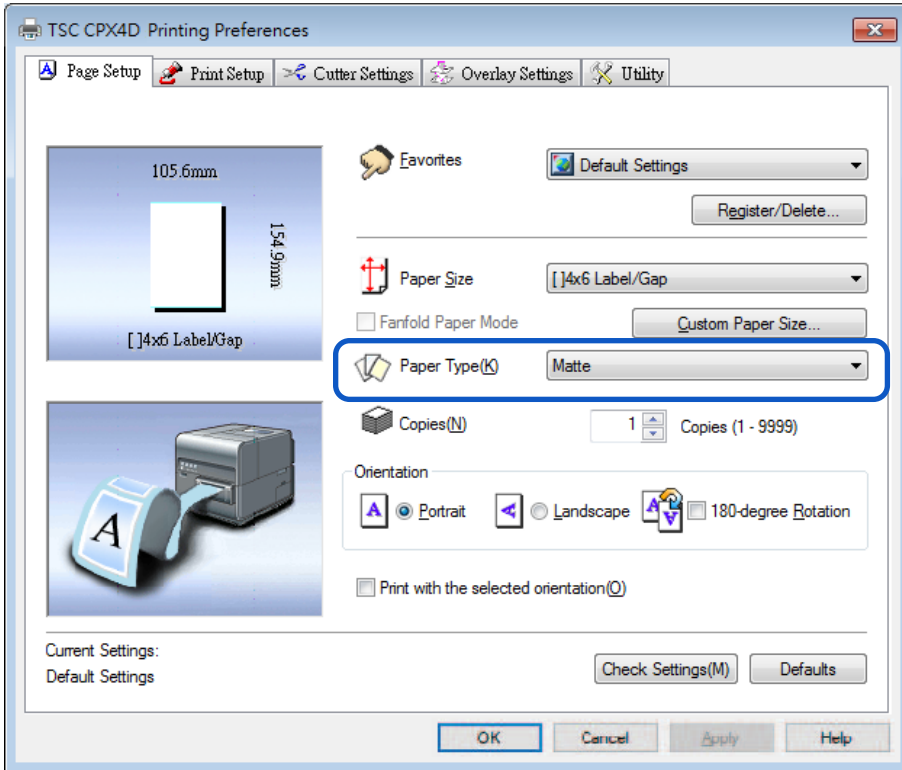 TSC CPX4D Printing Preferences
Page Setup
Print Setup
Cutter Settings
Overlay Settings
Utility
105.6mm
154.9mm
[ ]4x6 Label/Gap
Favorites
Default Settings
Register/Delete...
Paper Size
[ ]4x6 Label/Gap
Fanfold Paper Mode
Custom Paper Size...
Paper Type(K)
Matte
Copies(N)
1
Copies (1 - 9999)
Orientation
A
Portrait
A
Landscape
A
A
180-degree Rotation
Print with the selected orientation(O)
A
Current Settings:
Default Settings
Check Settings(M)
Defaults
OK
Cancel
Apply
Help